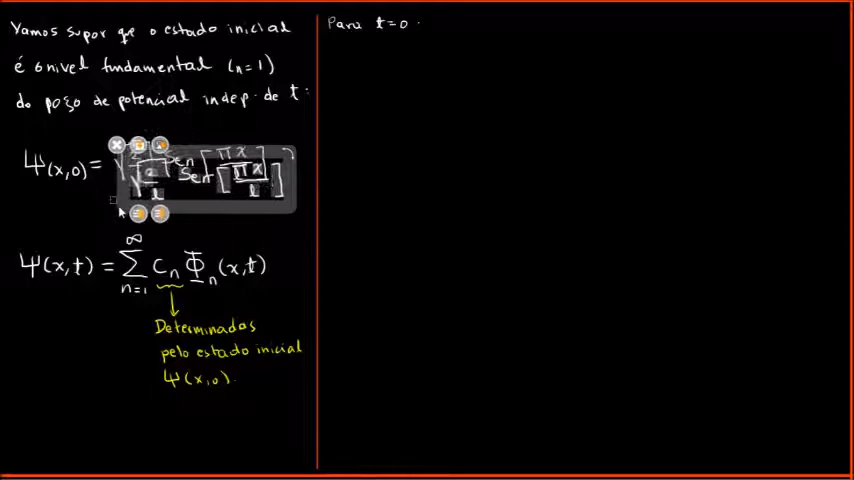 Vamos supor que o estado inicial
é o nível fundamental (n=1)
do poço de potencial indep. de t:
Ψ(x,0) = √(2/l) Sen[πx/l]
Ψ(x,t) = ∑_{n=1}^{∞} C_n Φ_n(x,t)
Determinados
pelo estado inicial
Ψ(x,0).
Para t=0